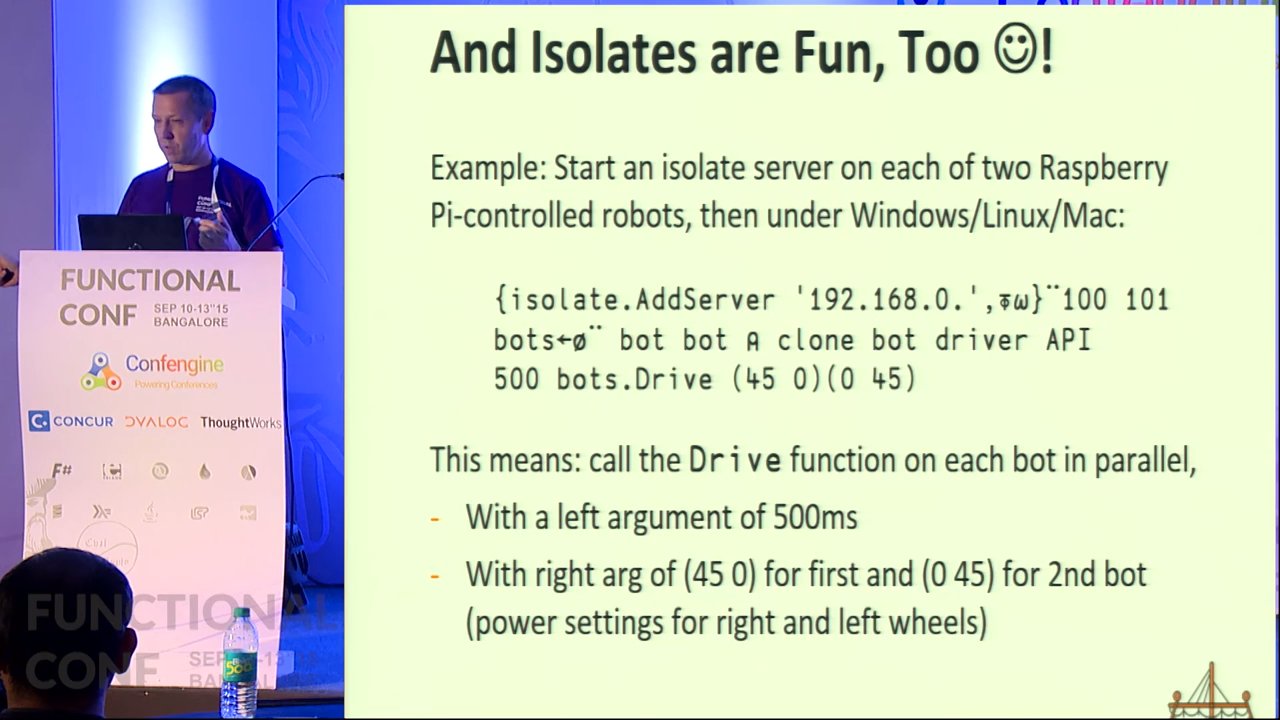 And Isolates are Fun, Too ☺!
Example: Start an isolate server on each of two Raspberry
Pi-controlled robots, then under Windows/Linux/Mac:
{isolate.AddServer '192.168.0.',⍕⍵}¨100 101
bots←ø¨ bot bot ⍝ clone bot driver API
500 bots.Drive (45 0)(0 45)
This means: call the Drive function on each bot in parallel,
- With a left argument of 500ms
- With right arg of (45 0) for first and (0 45) for 2nd bot
(power settings for right and left wheels)
FUNCTIONAL
CONF SEP 10-13"15
BANGALORE
Confengine
Powering Conferences
CONCUR DYALOC ThoughtWorks
F#
FUNCTIONAL
CONF